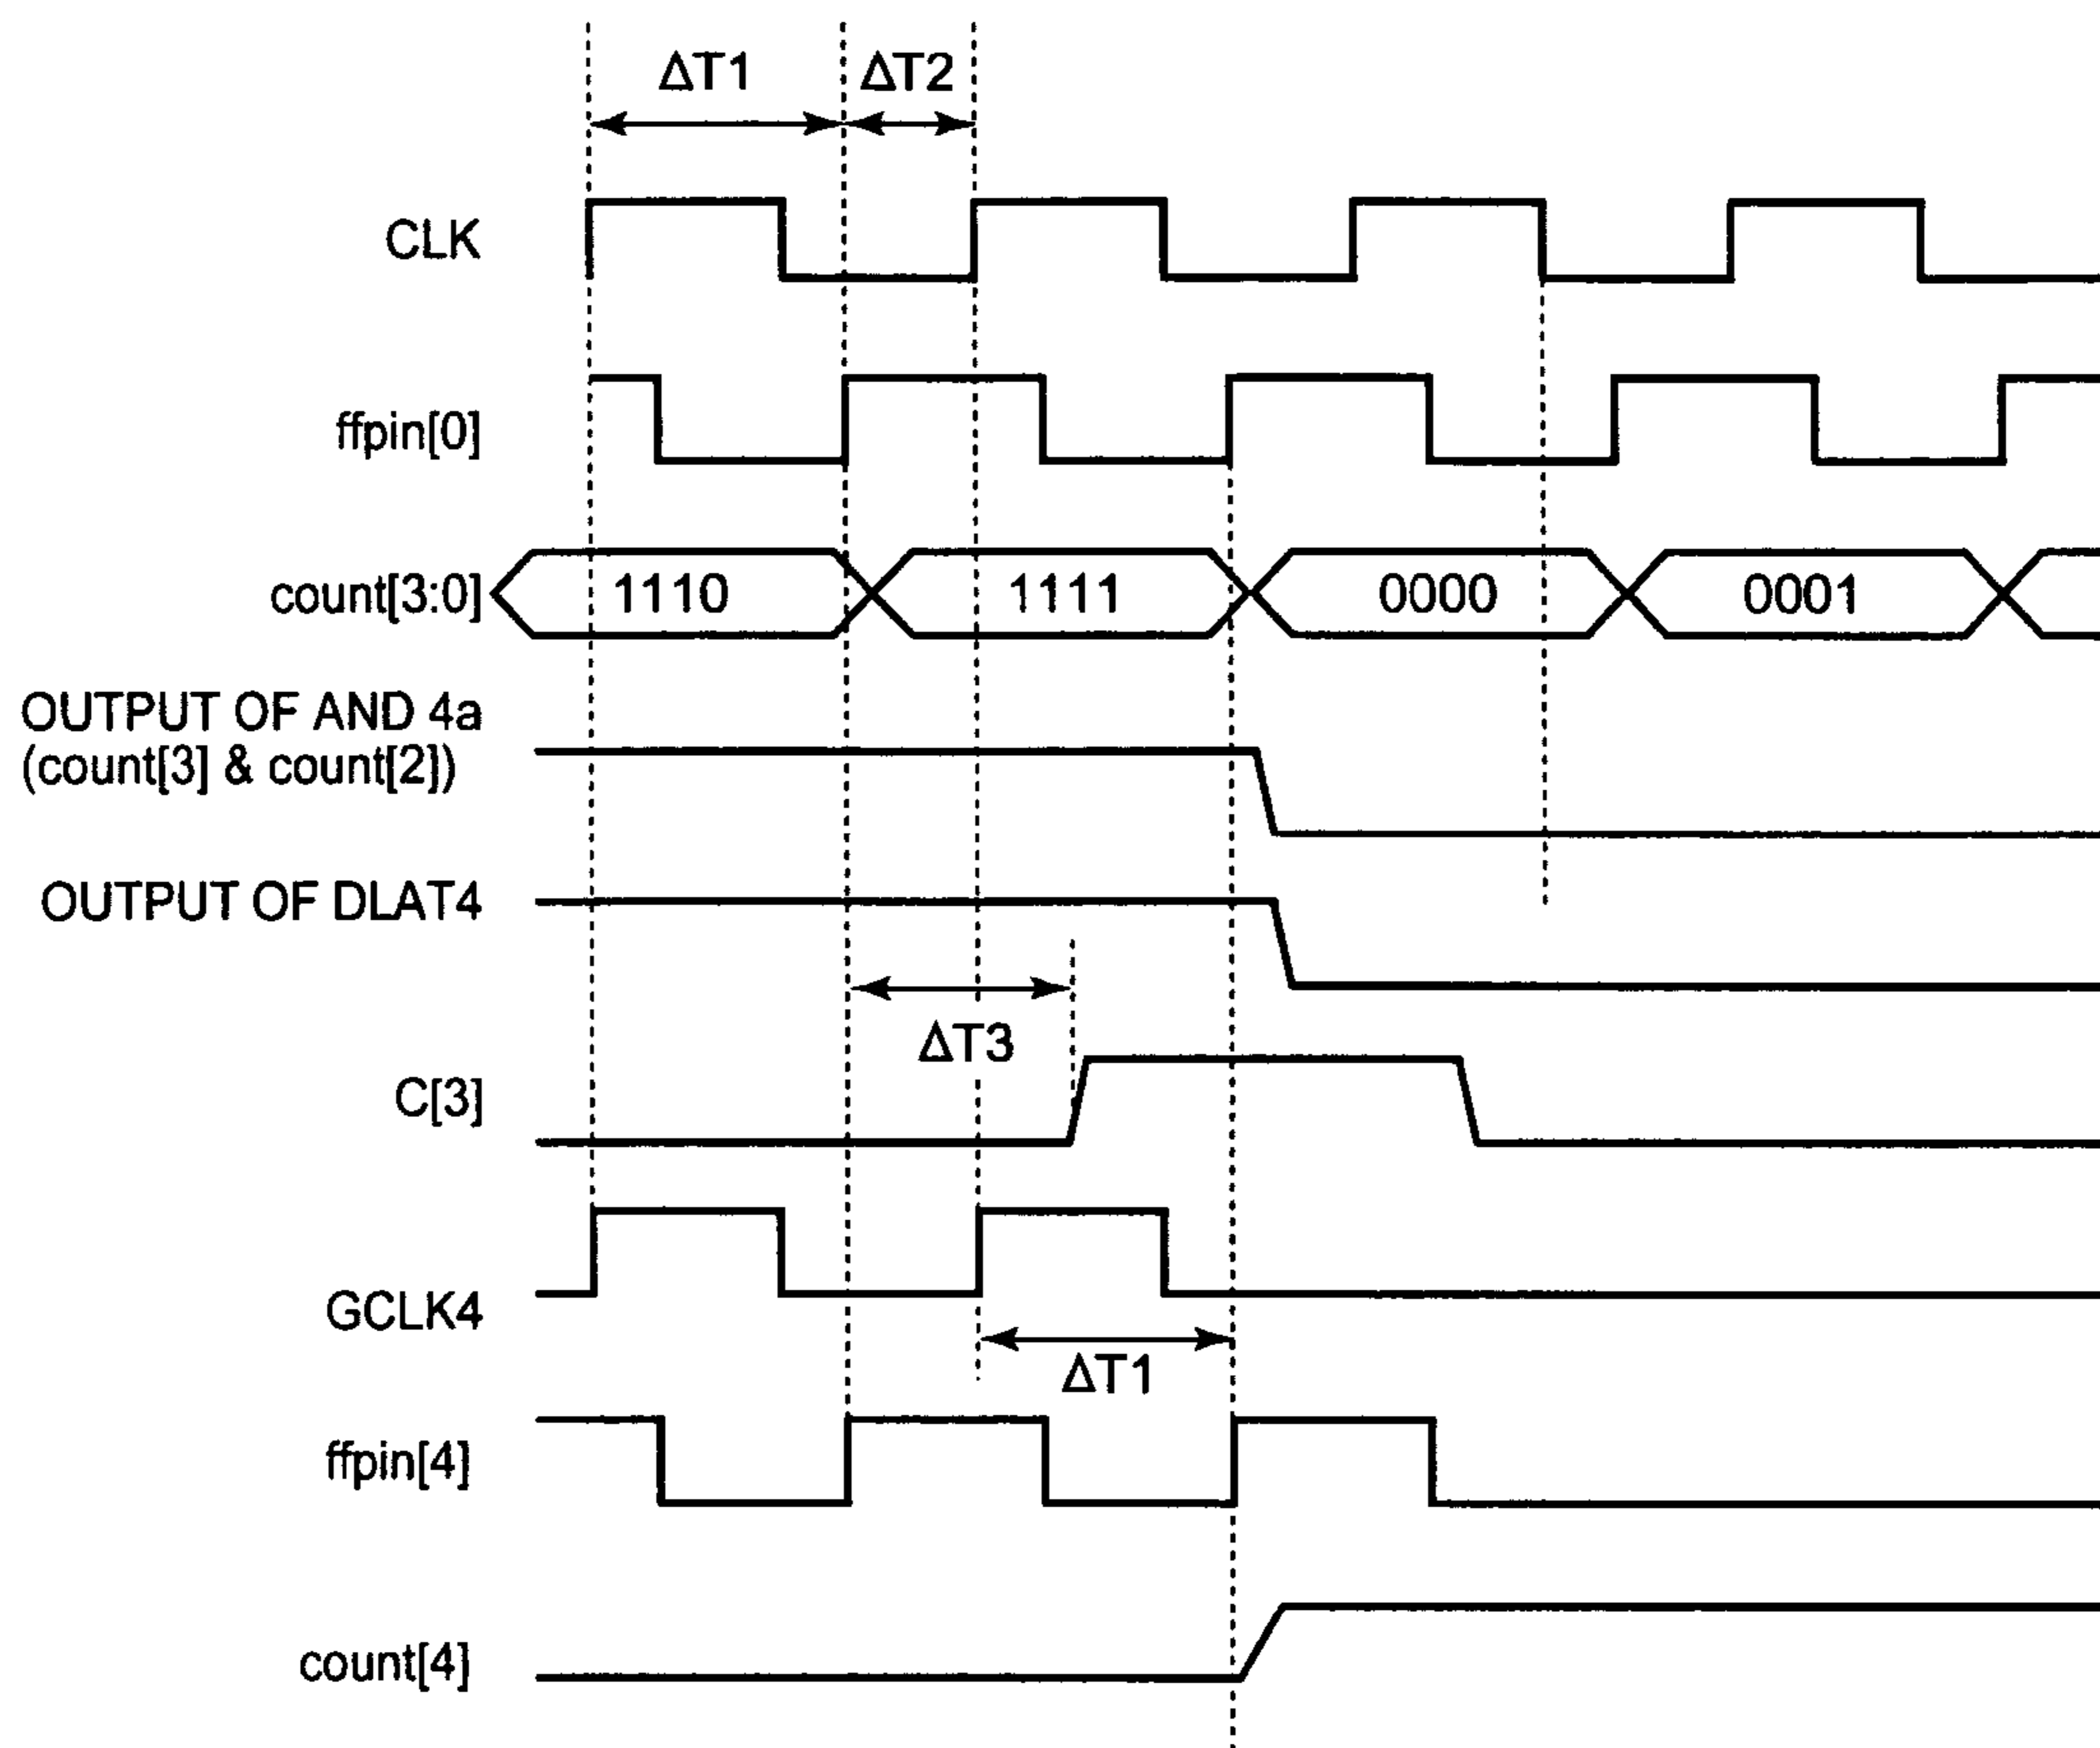 ΔT1 ΔT2
CLK
ffpin[0]
count[3:0] 1110 1111 0000 0001
OUTPUT OF AND 4a
(count[3] & count[2])
OUTPUT OF DLAT4
ΔT3
C[3]
GCLK4
ΔT1
ffpin[4]
count[4]